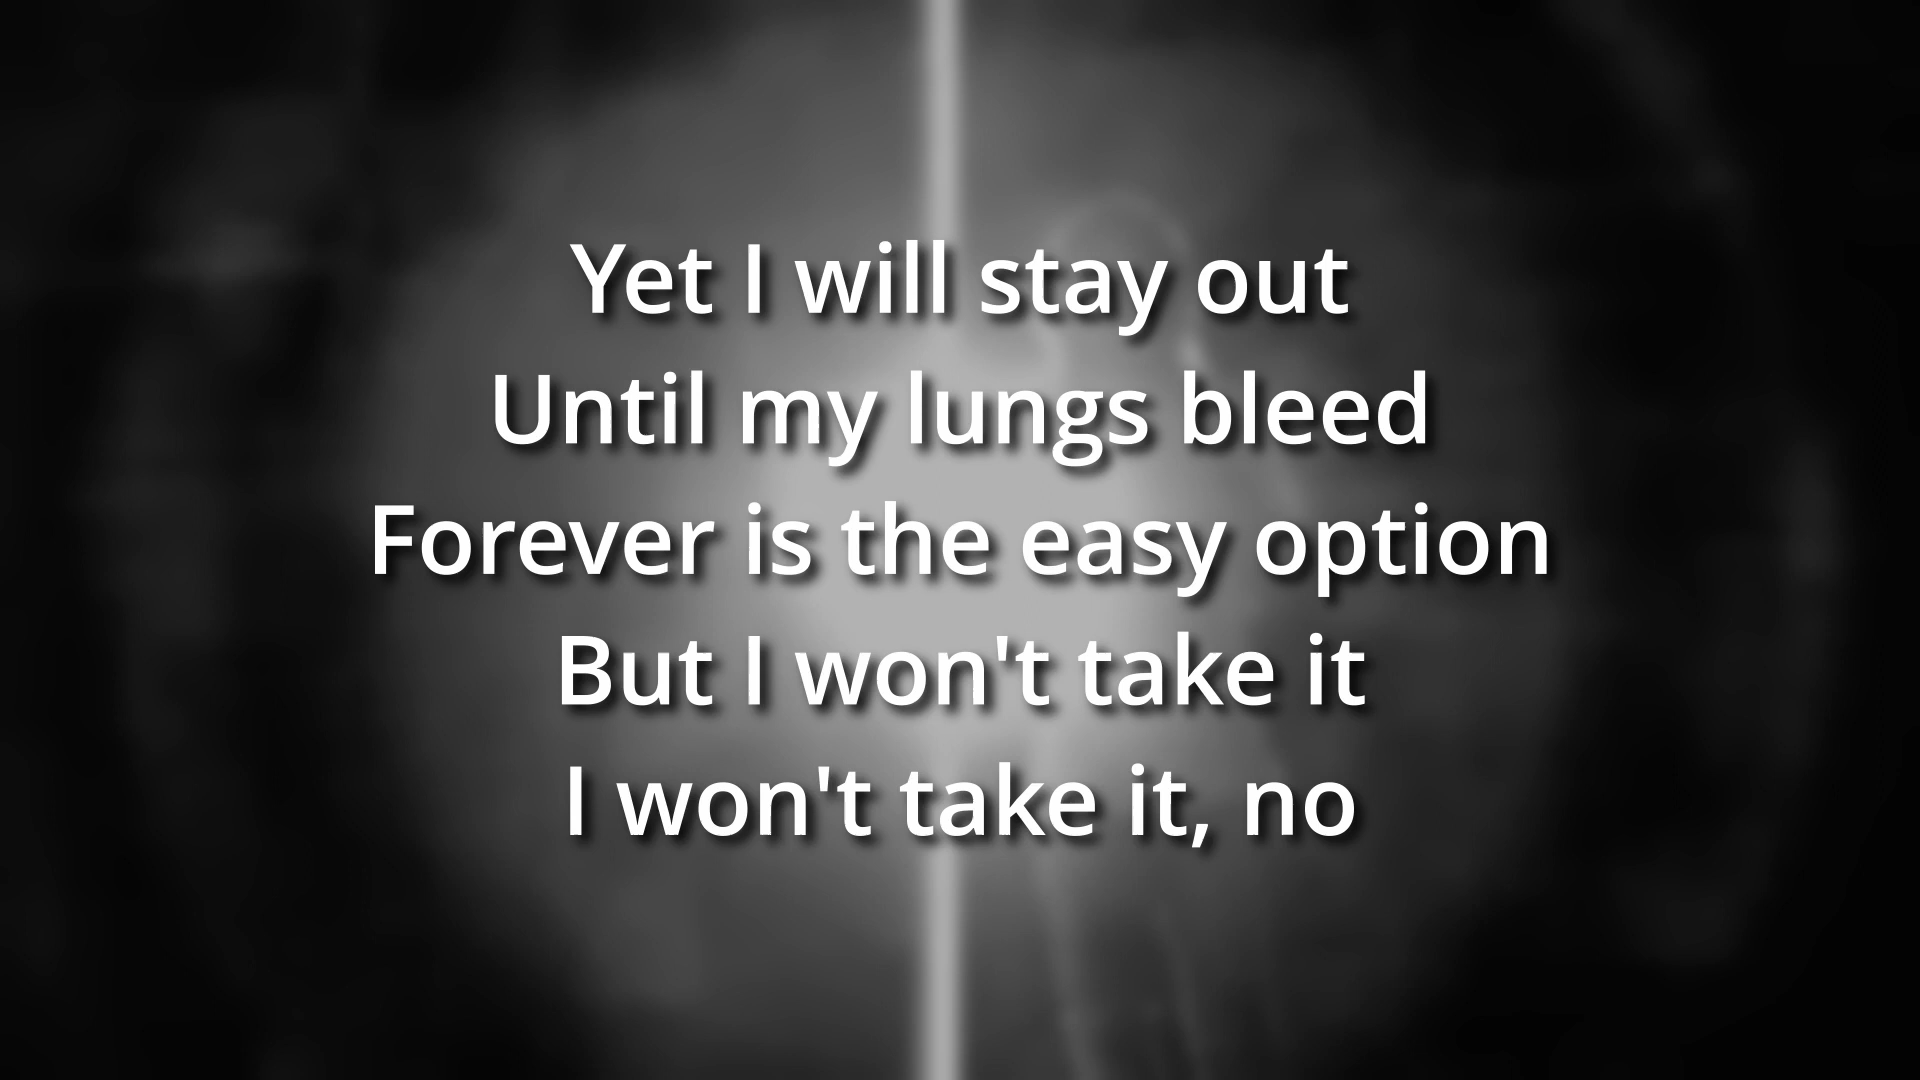 Yet I will stay out
Until my lungs bleed
Forever is the easy option
But I won't take it
I won't take it, no